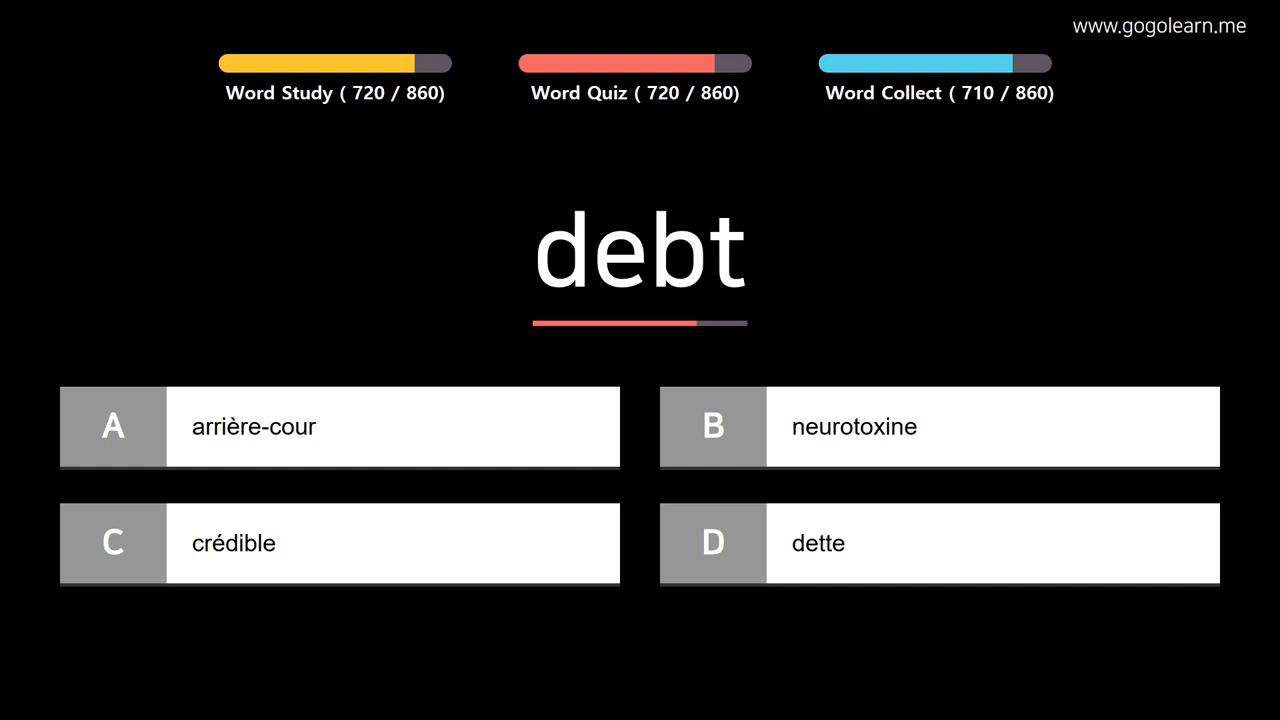 www.gogolearn.me
Word Study ( 720 / 860)
Word Quiz ( 720 / 860)
Word Collect ( 710 / 860)
debt
A
arrière-cour
B
neurotoxine
C
crédible
D
dette